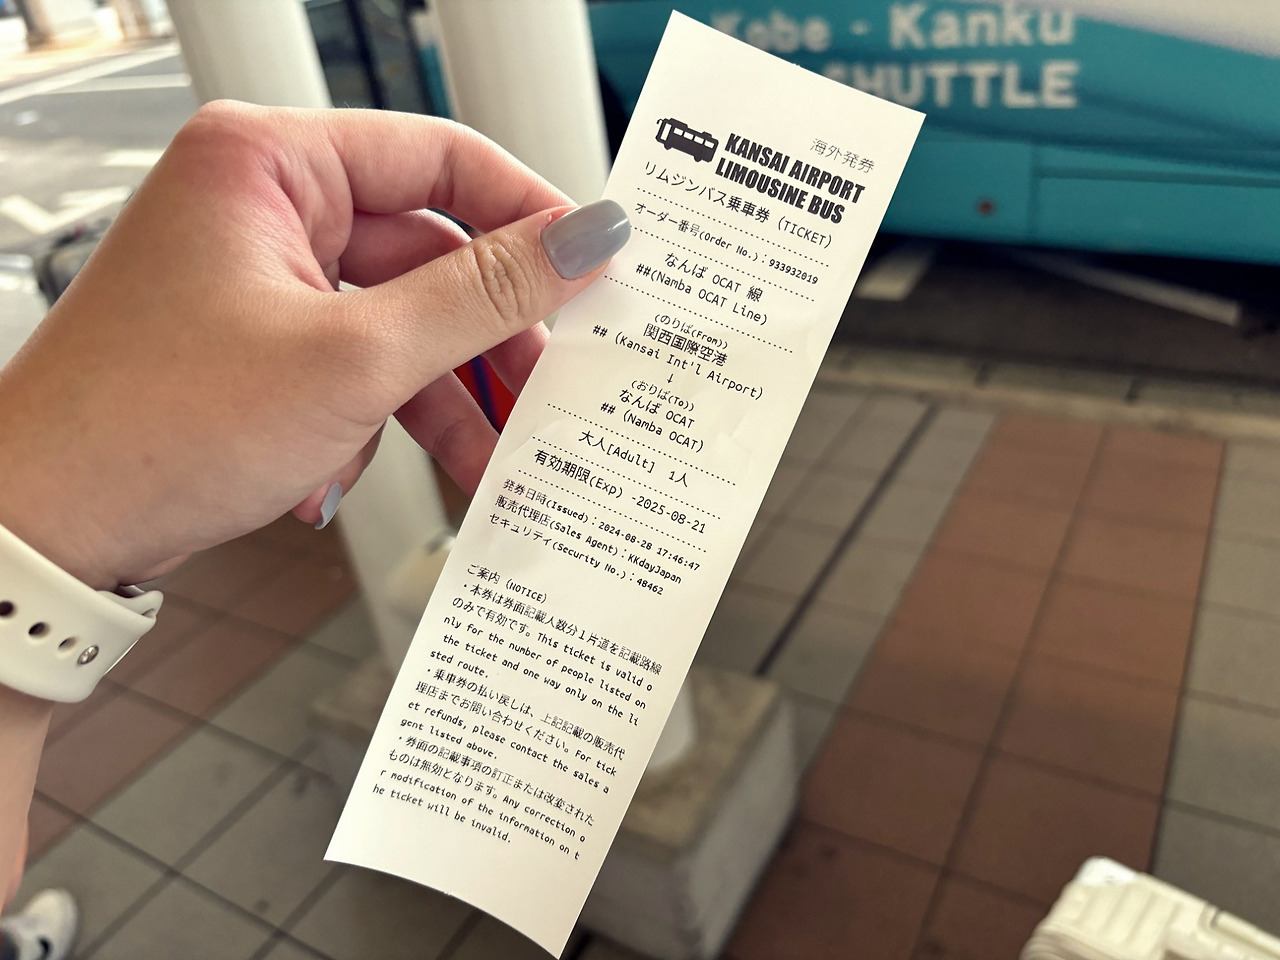 Kobe - Kanku
SHUTTLE
海外発券
KANSAI AIRPORT
LIMOUSINE BUS
リムジンバス乗車券 (TICKET)
オーダー番号(Order No.):933932019
なんば OCAT 線
##(Namba OCAT Line)
(のりば(From))
関西国際空港
## (Kansai Int'l Airport)
↓
(おりば(To))
なんば OCAT
## (Namba OCAT)
大人[Adult] 1人
有効期限(Exp) -2025-08-21
発券日時(Issued):2024-08-28 17:46:47
販売代理店(Sales Agent):KKdayJapan
セキュリティ(Security No.):48462
ご案内 (NOTICE)
・本券は券面記載人数分1片道を記載路線
のみで有効です。This ticket is valid o
nly for the number of people listed on
the ticket and one way only on the li
sted route.
・乗車券の払い戻しは、上記記載の販売代
理店までお問い合わせください。For tick
et refunds, please contact the sales a
gent listed above.
・券面の記載事項の訂正または改変された
ものは無効となります。Any correction o
r modification of the information on t
he ticket will be invalid.